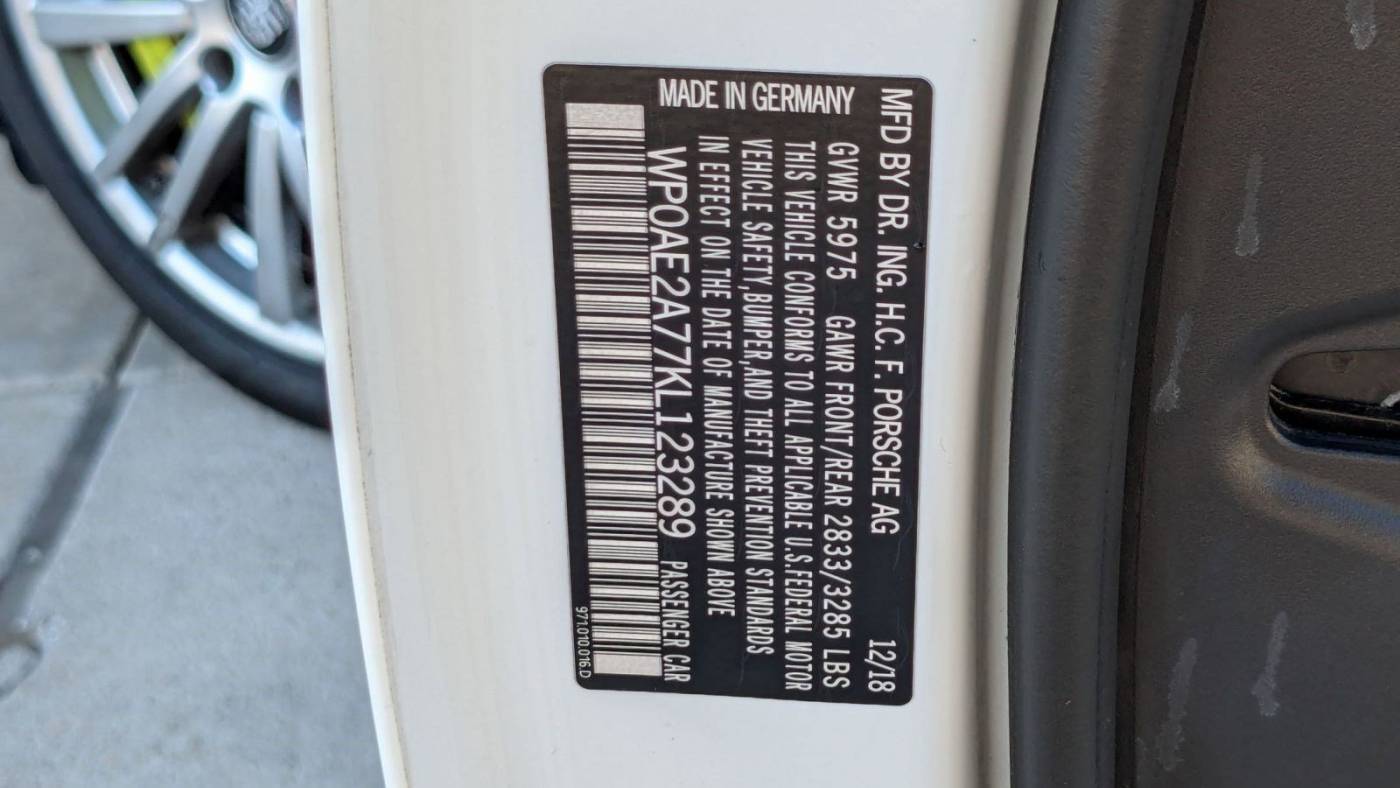 MFD BY DR. ING. H.C. F. PORSCHE AG 12/18
GVWR 5975 GAWR FRONT/REAR 2833/3285 LBS
THIS VEHICLE CONFORMS TO ALL APPLICABLE U.S.FEDERAL MOTOR
VEHICLE SAFETY,BUMPER,AND THEFT PREVENTION STANDARDS
IN EFFECT ON THE DATE OF MANUFACTURE SHOWN ABOVE
MADE IN GERMANY
WP0AE2A77KL123289 PASSENGER CAR
971.010.016.D